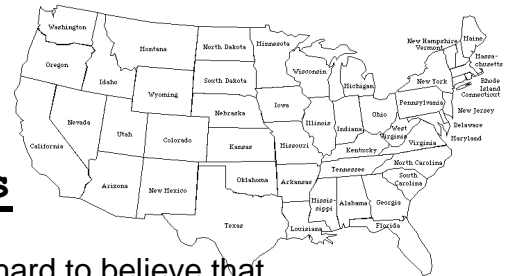 Washington
Montana
North Dakota
Minnesota
New Hampshire
Vermont
Maine
Massa-
chusetts
Oregon
Idaho
Wyoming
South Dakota
Wisconsin
Michigan
New York
Rhode
Island
Connecticut
Nevada
Utah
Colorado
Nebraska
Iowa
Illinois
Indiana
Ohio
Pennsylvania
New Jersey
Delaware
Maryland
California
Kansas
Missouri
Kentucky
West
Virginia
Virginia
Arizona
New Mexico
Oklahoma
Arkansas
Tennessee
North Carolina
South
Carolina
Texas
Louisiana
Missis-
sippi
Alabama
Georgia
Florida
s
hard to believe that